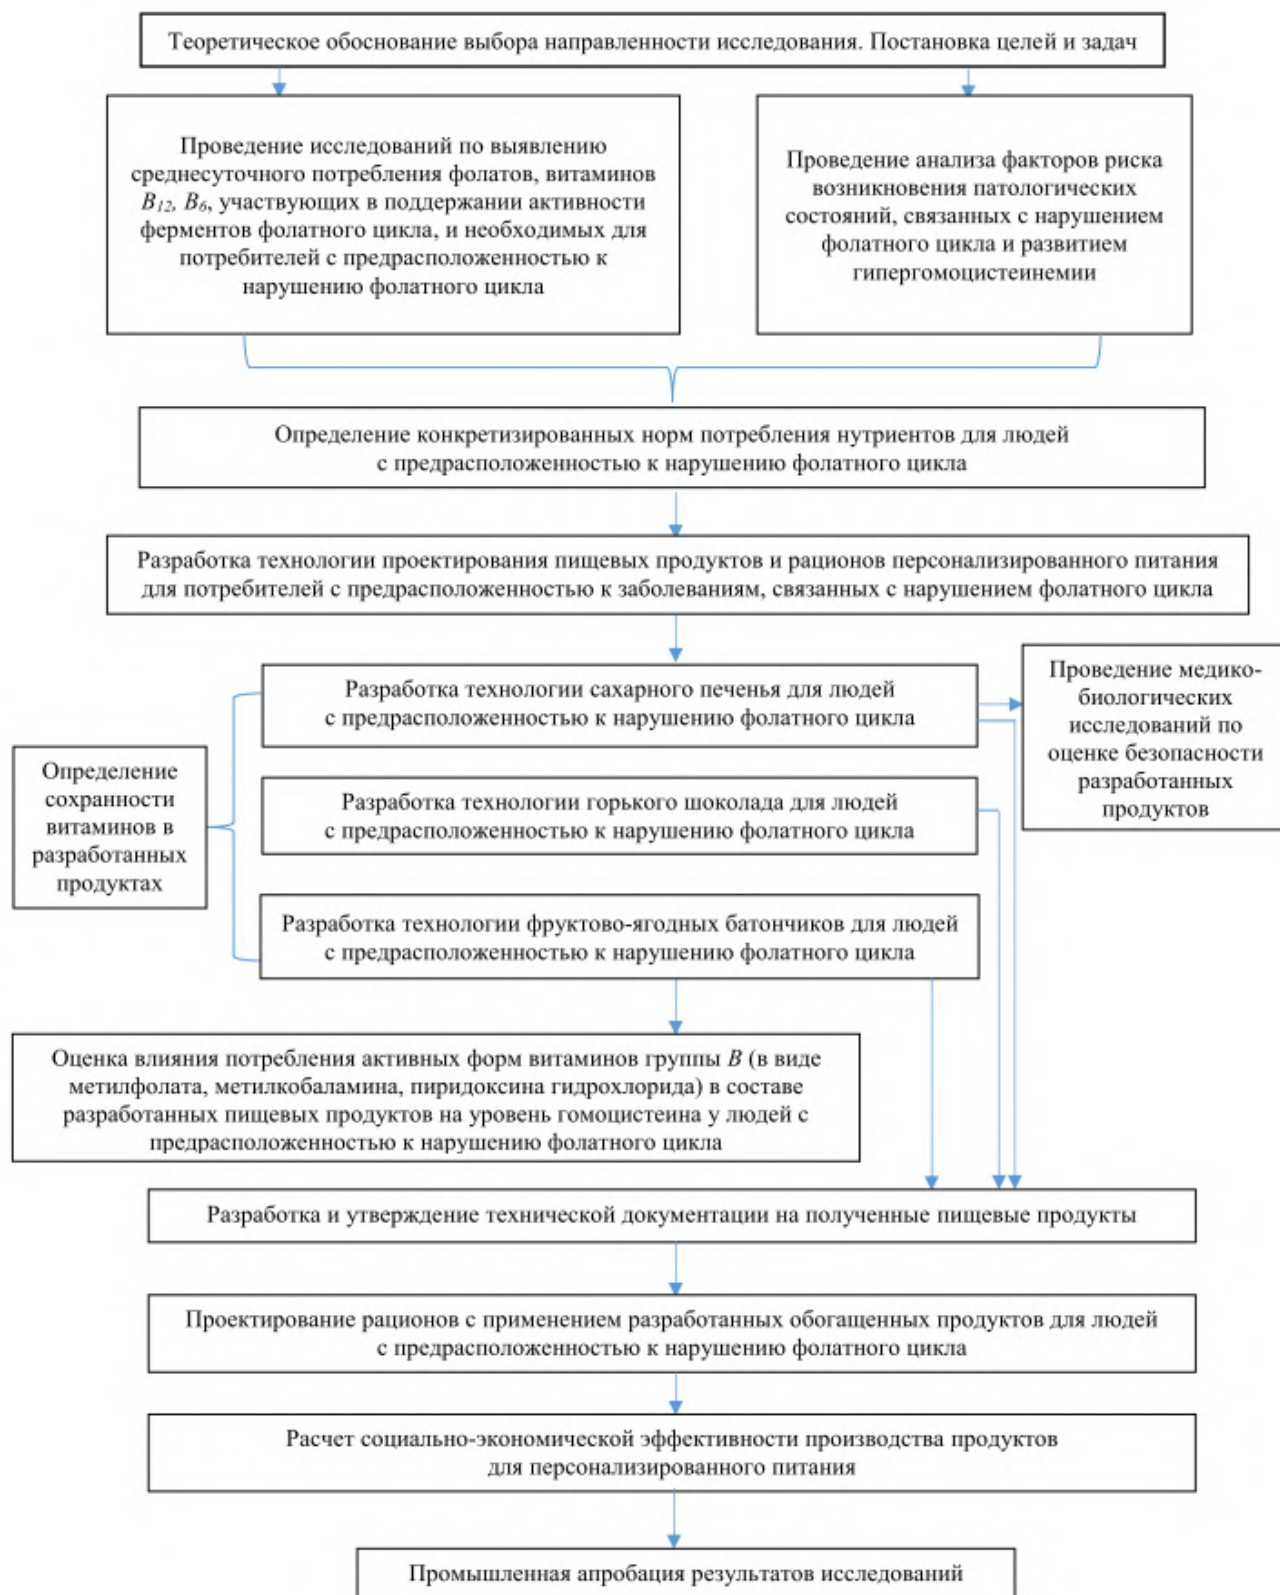 Теоретическое обоснование выбора направленности исследования. Постановка целей и задач
Проведение исследований по выявлению
среднесуточного потребления фолатов, витаминов
B12, B6, участвующих в поддержании активности
ферментов фолатного цикла, и необходимых для
потребителей с предрасположенностью к
нарушению фолатного цикла
Проведение анализа факторов риска
возникновения патологических
состояний, связанных с нарушением
фолатного цикла и развитием
гипергомоцистеинемии
Определение конкретизированных норм потребления нутриентов для людей
с предрасположенностью к нарушению фолатного цикла
Разработка технологии проектирования пищевых продуктов и рационов персонализированного питания
для потребителей с предрасположенностью к заболеваниям, связанных с нарушением фолатного цикла
Разработка технологии сахарного печенья для людей
с предрасположенностью к нарушению фолатного цикла
Проведение медико-
биологических
исследований по
оценке безопасности
разработанных
продуктов
Определение
сохранности
витаминов в
разработанных
продуктах
Разработка технологии горького шоколада для людей
с предрасположенностью к нарушению фолатного цикла
Разработка технологии фруктово-ягодных батончиков для людей
с предрасположенностью к нарушению фолатного цикла
Оценка влияния потребления активных форм витаминов группы B (в виде
метилфолата, метилкобаламина, пиридоксина гидрохлорида) в составе
разработанных пищевых продуктов на уровень гомоцистеина у людей с
предрасположенностью к нарушению фолатного цикла
Разработка и утверждение технической документации на полученные пищевые продукты
Проектирование рационов с применением разработанных обогащенных продуктов для людей
с предрасположенностью к нарушению фолатного цикла
Расчет социально-экономической эффективности производства продуктов
для персонализированного питания
Промышленная апробация результатов исследований